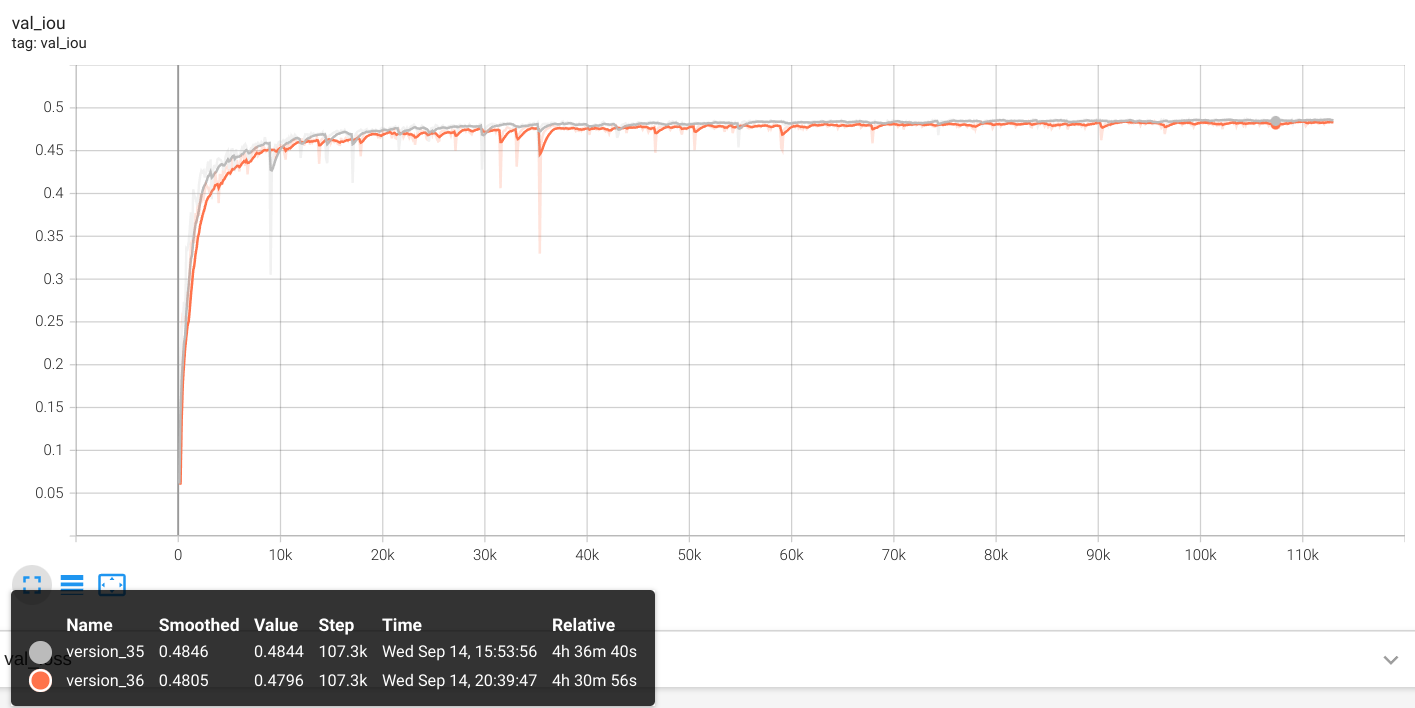 val_iou
tag: val_iou
0.5
0.45
0.4
0.35
0.3
0.25
0.2
0.15
0.1
0.05
0 10k 20k 30k 40k 50k 60k 70k 80k 90k 100k 110k
Name Smoothed Value Step Time Relative
version_35 0.4846 0.4844 107.3k Wed Sep 14, 15:53:56 4h 36m 40s
val_loss
version_36 0.4805 0.4796 107.3k Wed Sep 14, 20:39:47 4h 30m 56s